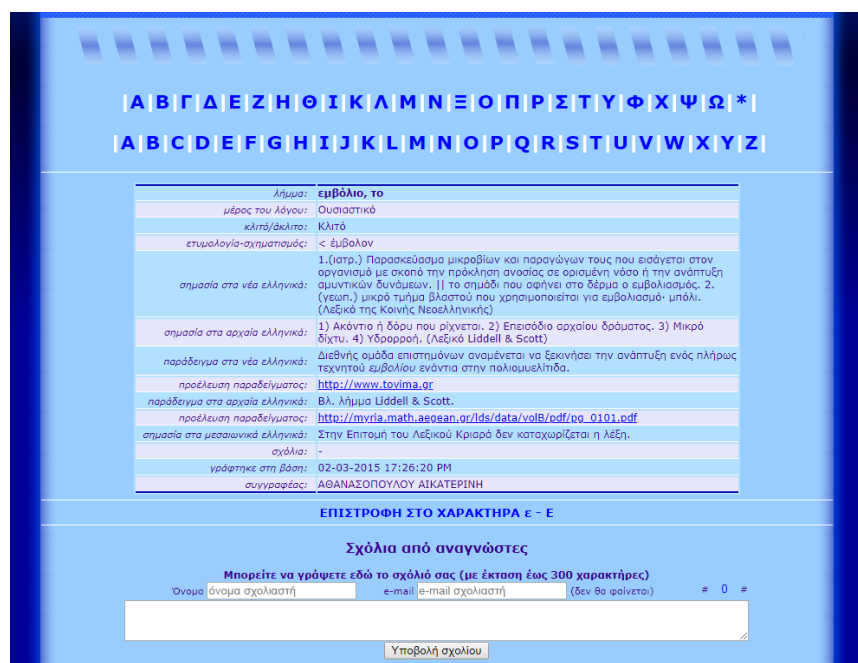 |Α|Β|Γ|Δ|Ε|Ζ|Η|Θ|Ι|Κ|Λ|Μ|Ν|Ξ|Ο|Π|Ρ|Σ|Τ|Υ|Φ|Χ|Ψ|Ω|*|
|A|B|C|D|E|F|G|H|I|J|K|L|M|N|O|P|Q|R|S|T|U|V|W|X|Y|Z|
λήμμα: εμβόλιο, το
μέρος του λόγου: Ουσιαστικό
κλιτό/άκλιτο: Κλιτό
ετυμολογία-σχηματισμός: < έμβολον
1.(ιατρ.) Παρασκεύασμα μικροβίων και παραγώγων τους που εισάγεται στον
οργανισμό με σκοπό την πρόκληση ανοσίας σε ορισμένη νόσο ή την ανάπτυξη
σημασία στα νέα ελληνικά: αμυντικών δυνάμεων. || το σημάδι που αφήνει στο δέρμα ο εμβολιασμός. 2.
(γεωπ.) μικρό τμήμα βλαστού που χρησιμοποιείται για εμβολιασμό· μπόλι.
(Λεξικό της Κοινής Νεοελληνικής)
σημασία στα αρχαία ελληνικά: 1) Ακόντιο ή δόρυ που ρίχνεται. 2) Επεισόδιο αρχαίου δράματος. 3) Μικρό
δίχτυ. 4) Υδρορροή. (Λεξικό Liddell & Scott)
παράδειγμα στα νέα ελληνικά: Διεθνής ομάδα επιστημόνων αναμένεται να ξεκινήσει την ανάπτυξη ενός πλήρως
τεχνητού εμβολίου ενάντια στην πολιομυελίτιδα.
προέλευση παραδείγματος: http://www.tovima.gr
παράδειγμα στα αρχαία ελληνικά: Βλ. λήμμα Liddell & Scott.
προέλευση παραδείγματος: http://myria.math.aegean.gr/lds/data/volB/pdf/pg_0101.pdf
σημασία στα μεσαιωνικά ελληνικά: Στην Επιτομή του Λεξικού Κριαρά δεν καταχωρίζεται η λέξη.
σχόλια: -
γράφτηκε στη βάση: 02-03-2015 17:26:20 PM
συγγραφέας: ΑΘΑΝΑΣΟΠΟΥΛΟΥ ΑΙΚΑΤΕΡΙΝΗ
ΕΠΙΣΤΡΟΦΗ ΣΤΟ ΧΑΡΑΚΤΗΡΑ ε - Ε
Σχόλια από αναγνώστες
Μπορείτε να γράψετε εδώ το σχόλιό σας (με έκταση έως 300 χαρακτήρες)
Όνομα όνομα σχολιαστή e-mail e-mail σχολιαστή (δεν θα φαίνεται) # 0 #
Υποβολή σχολίου